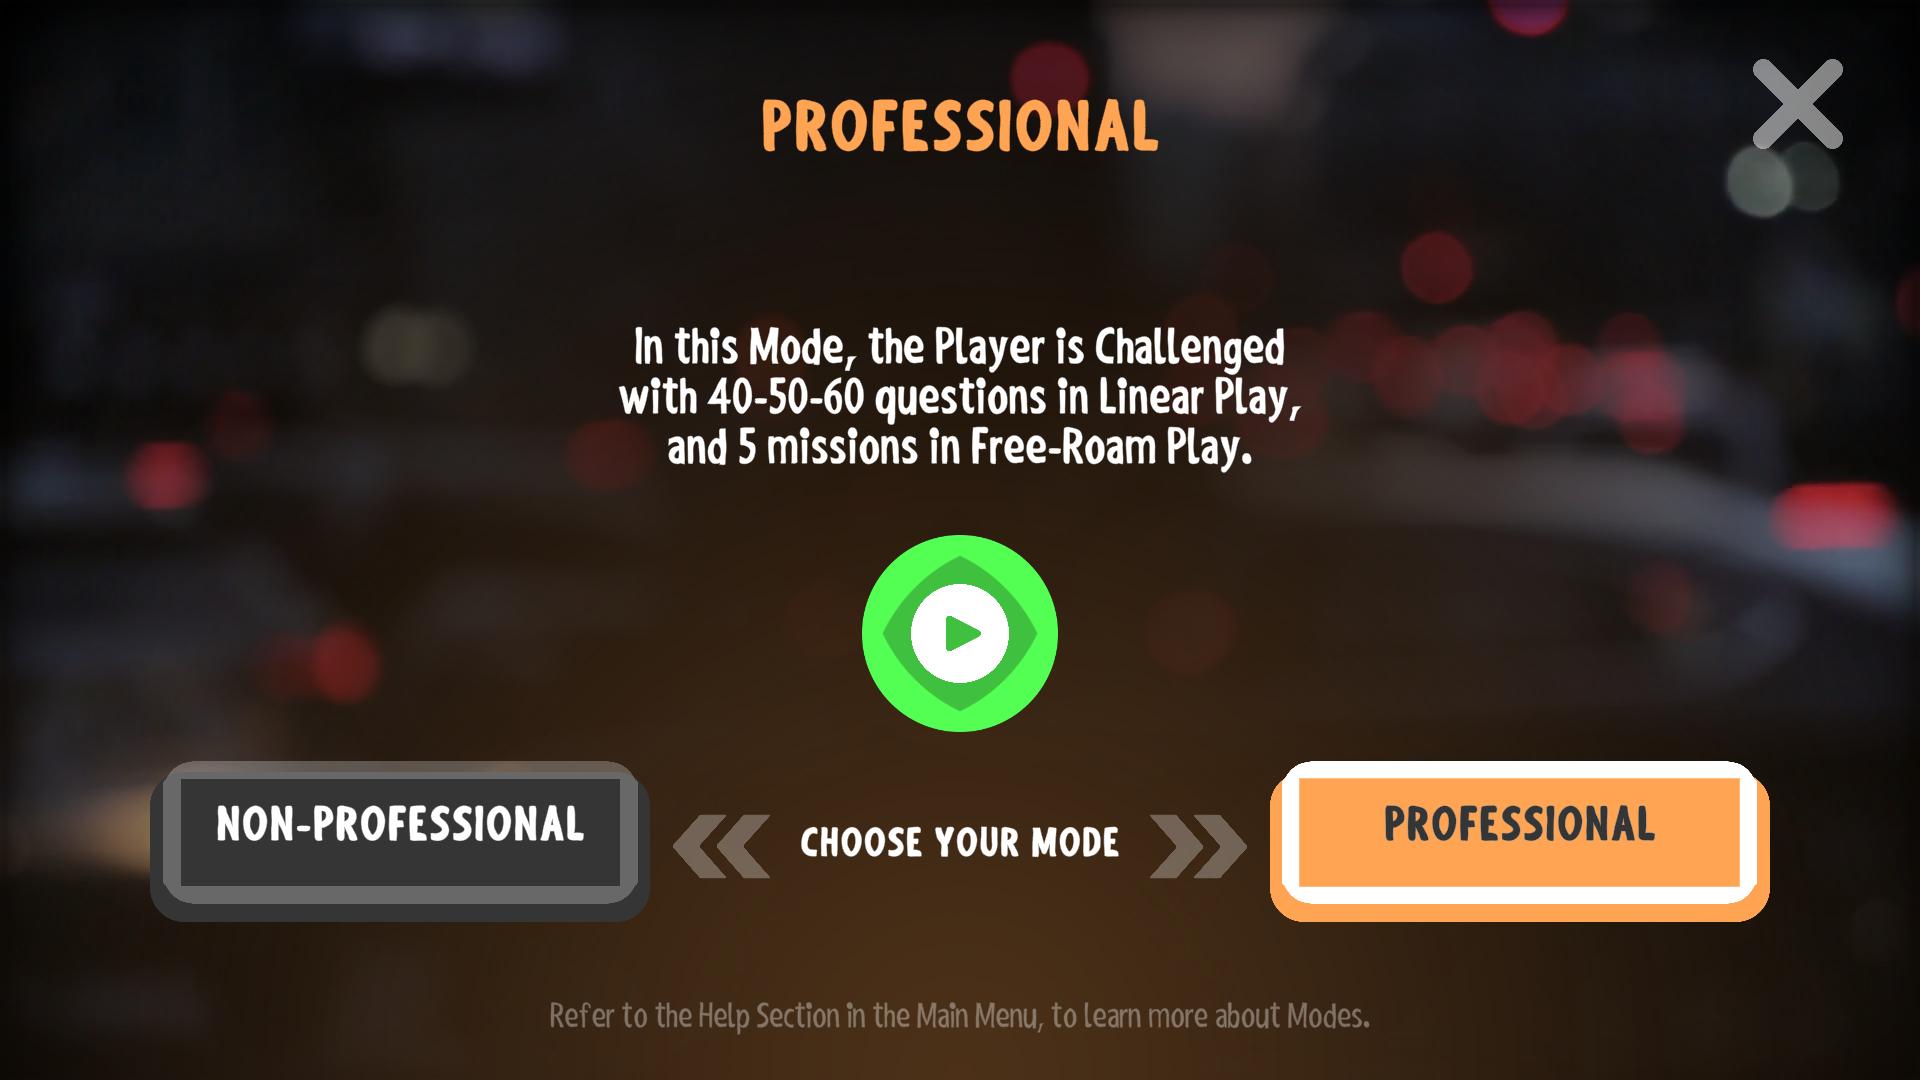 PROFESSIONAL
In this Mode, the Player is Challenged
with 40-50-60 questions in Linear Play,
and 5 missions in Free-Roam Play.
NON-PROFESSIONAL
CHOOSE YOUR MODE
PROFESSIONAL
Refer to the Help Section in the Main Menu, to learn more about Modes.